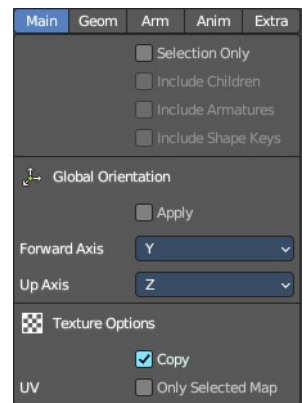 Main Geom Arm Anim Extra
Selection Only
Include Children
Include Armatures
Include Shape Keys
Global Orientation
Apply
Forward Axis Y
Up Axis Z
Texture Options
Copy
UV Only Selected Map